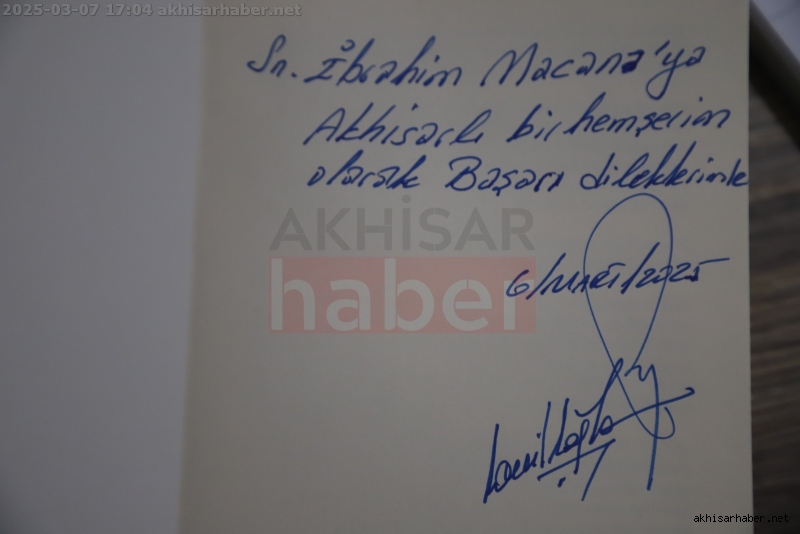 2025-03-07 17:04 akhisarhaber.net
Sn. İbrahim Macana'ya
Akhisarlı bir hemşerim
olarak Başarı dileklerimle
AKHİSAR
haber
6/MART/2025
akhisarhaber.net